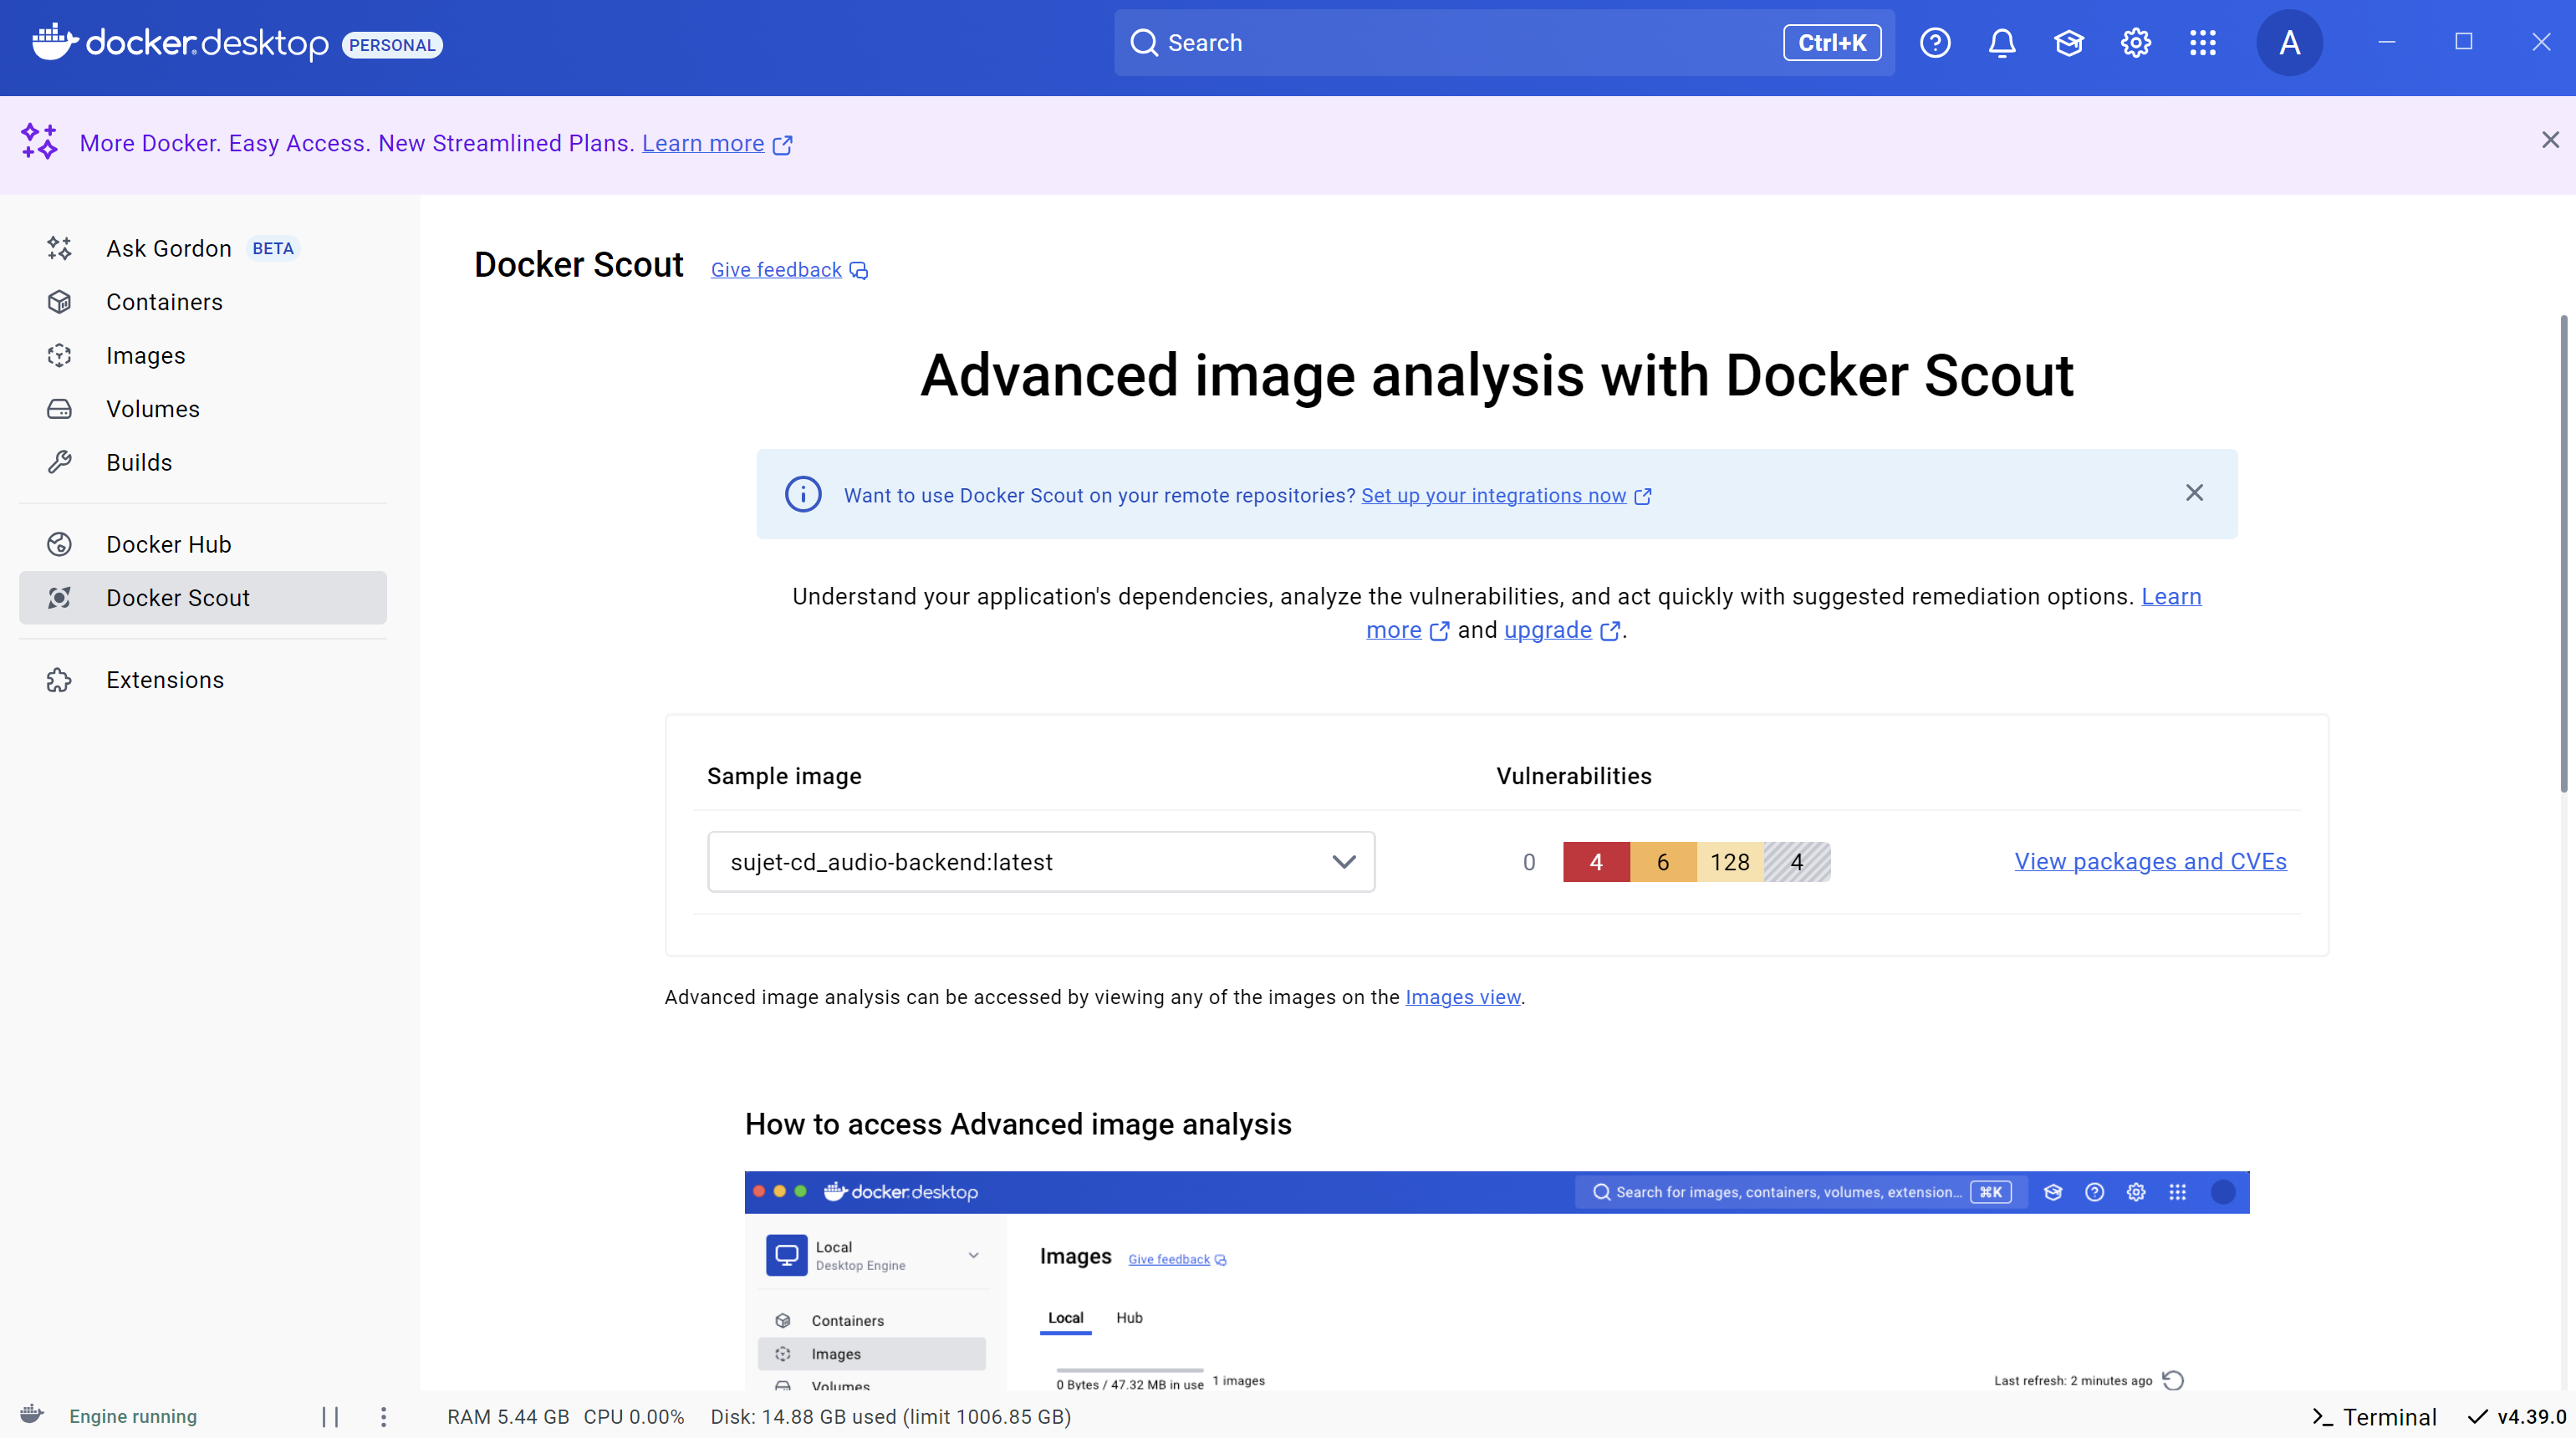 docker.desktop PERSONAL
Search Ctrl+K
A
More Docker. Easy Access. New Streamlined Plans. Learn more
Ask Gordon BETA
Containers
Images
Volumes
Builds
Docker Hub
Docker Scout
Extensions
Docker Scout Give feedback
Advanced image analysis with Docker Scout
Want to use Docker Scout on your remote repositories? Set up your integrations now
Understand your application's dependencies, analyze the vulnerabilities, and act quickly with suggested remediation options. Learn
more and upgrade.
Sample image Vulnerabilities
sujet-cd_audio-backend:latest 0 4 6 128 4 View packages and CVEs
Advanced image analysis can be accessed by viewing any of the images on the Images view.
How to access Advanced image analysis
docker.desktop Search for images, containers, volumes, extension... ⌘K
Local
Desktop Engine
Containers
Images
Volumes
Images Give feedback
Local Hub
0 Bytes / 47.32 MB in use 1 images Last refresh: 2 minutes ago
Engine running RAM 5.44 GB CPU 0.00% Disk: 14.88 GB used (limit 1006.85 GB) Terminal v4.39.0